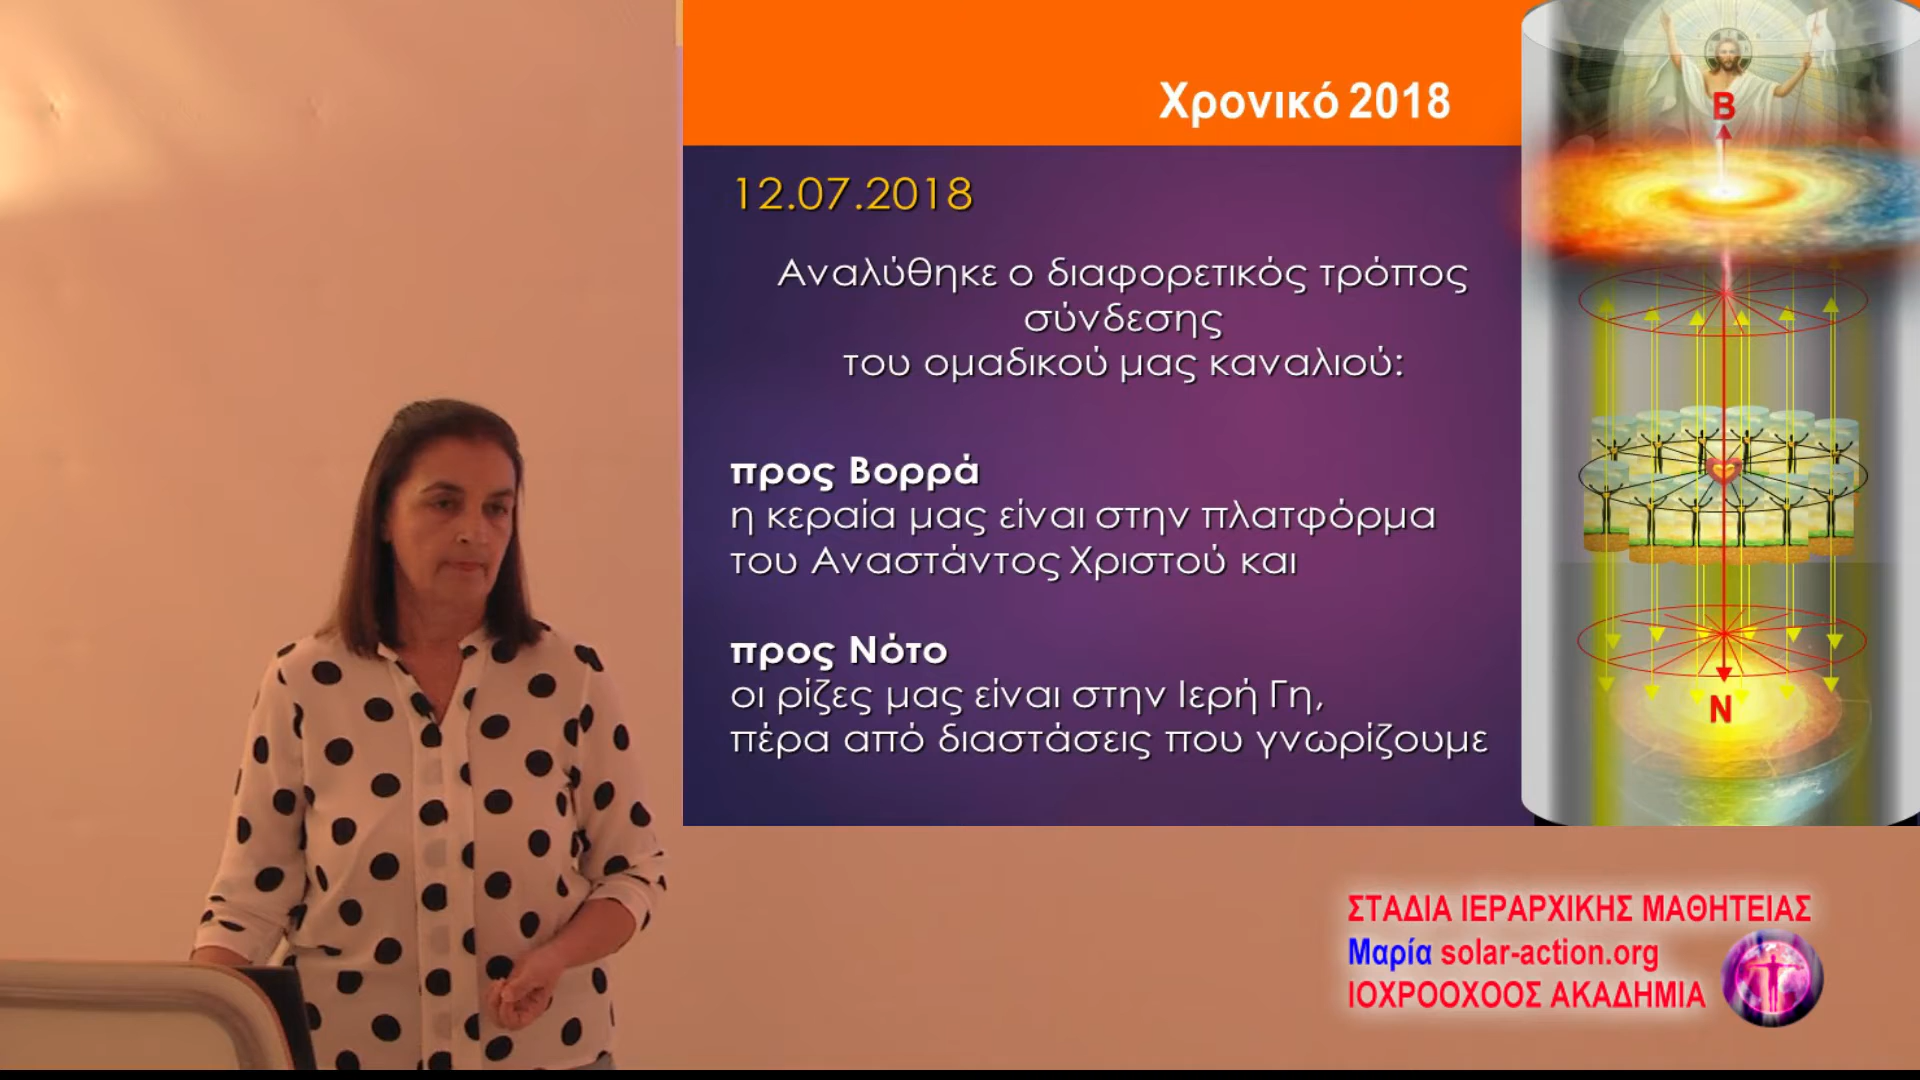 Χρονικό 2018
12.07.2018
Αναλύθηκε ο διαφορετικός τρόπος
σύνδεσης
του ομαδικού μας καναλιού:
προς Βορρά
η κεραία μας είναι στην πλατφόρμα
του Αναστάντος Χριστού και
προς Νότο
οι ρίζες μας είναι στην Ιερή Γη,
πέρα από διαστάσεις που γνωρίζουμε
Β
Ν
ΣΤΑΔΙΑ ΙΕΡΑΡΧΙΚΗΣ ΜΑΘΗΤΕΙΑΣ
Μαρία solar-action.org
ΙΟΧΡΟΟΧΟΟΣ ΑΚΑΔΗΜΙΑ